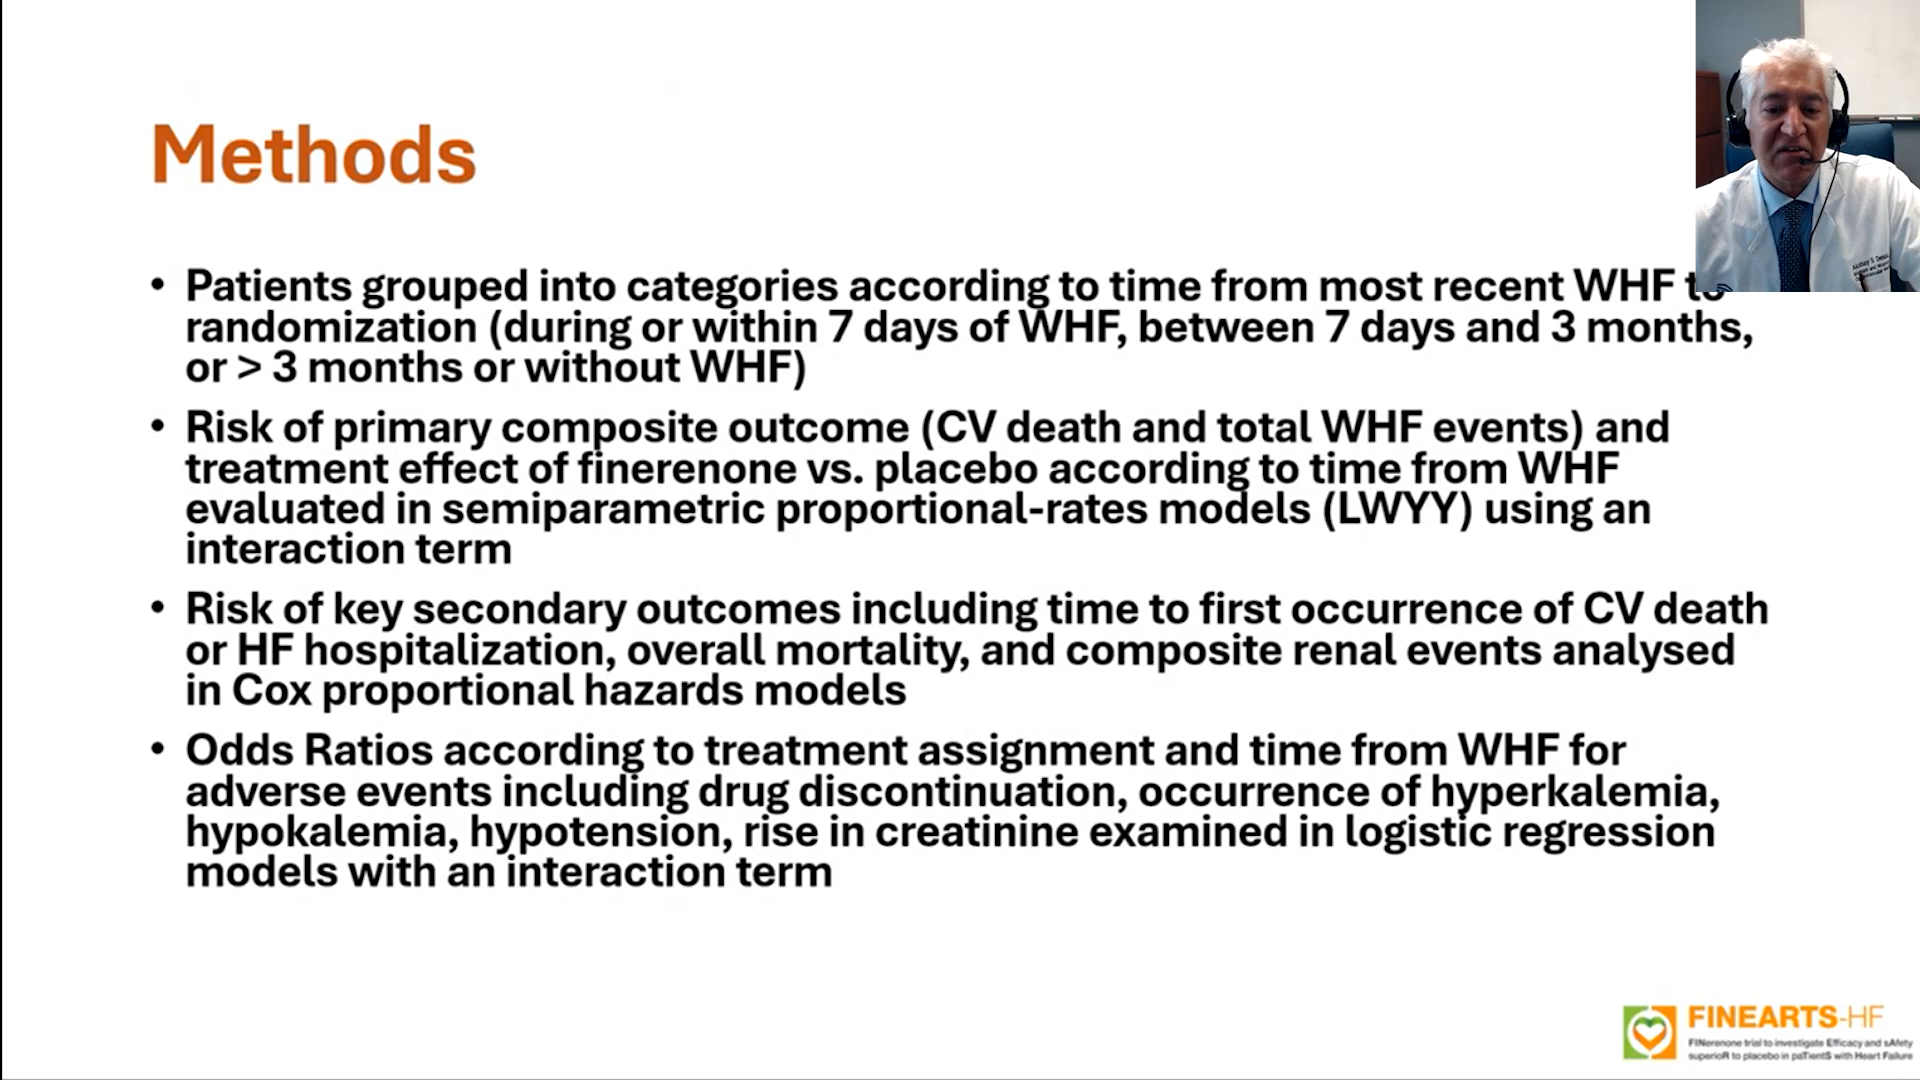 Methods
• Patients grouped into categories according to time from most recent WHF to
randomization (during or within 7 days of WHF, between 7 days and 3 months,
or > 3 months or without WHF)
• Risk of primary composite outcome (CV death and total WHF events) and
treatment effect of finerenone vs. placebo according to time from WHF
evaluated in semiparametric proportional-rates models (LWYY) using an
interaction term
• Risk of key secondary outcomes including time to first occurrence of CV death
or HF hospitalization, overall mortality, and composite renal events analysed
in Cox proportional hazards models
• Odds Ratios according to treatment assignment and time from WHF for
adverse events including drug discontinuation, occurrence of hyperkalemia,
hypokalemia, hypotension, rise in creatinine examined in logistic regression
models with an interaction term
FINEARTS-HF
FINerenone trial to investigate Efficacy and sAfety
superioR to placebo in paTientS with Heart Failure